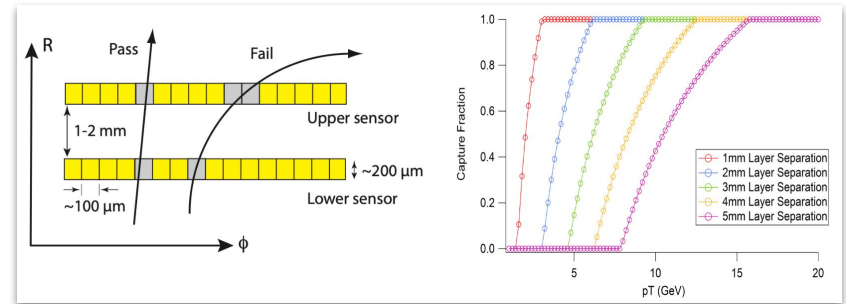 R
Pass
Fail
Upper sensor
1-2 mm
~200 µm
Lower sensor
~100 µm
ϕ
Capture Fraction
1.0
0.8
0.6
0.4
0.2
0.0
1mm Layer Separation
2mm Layer Separation
3mm Layer Separation
4mm Layer Separation
5mm Layer Separation
5
10
15
20
pT (GeV)